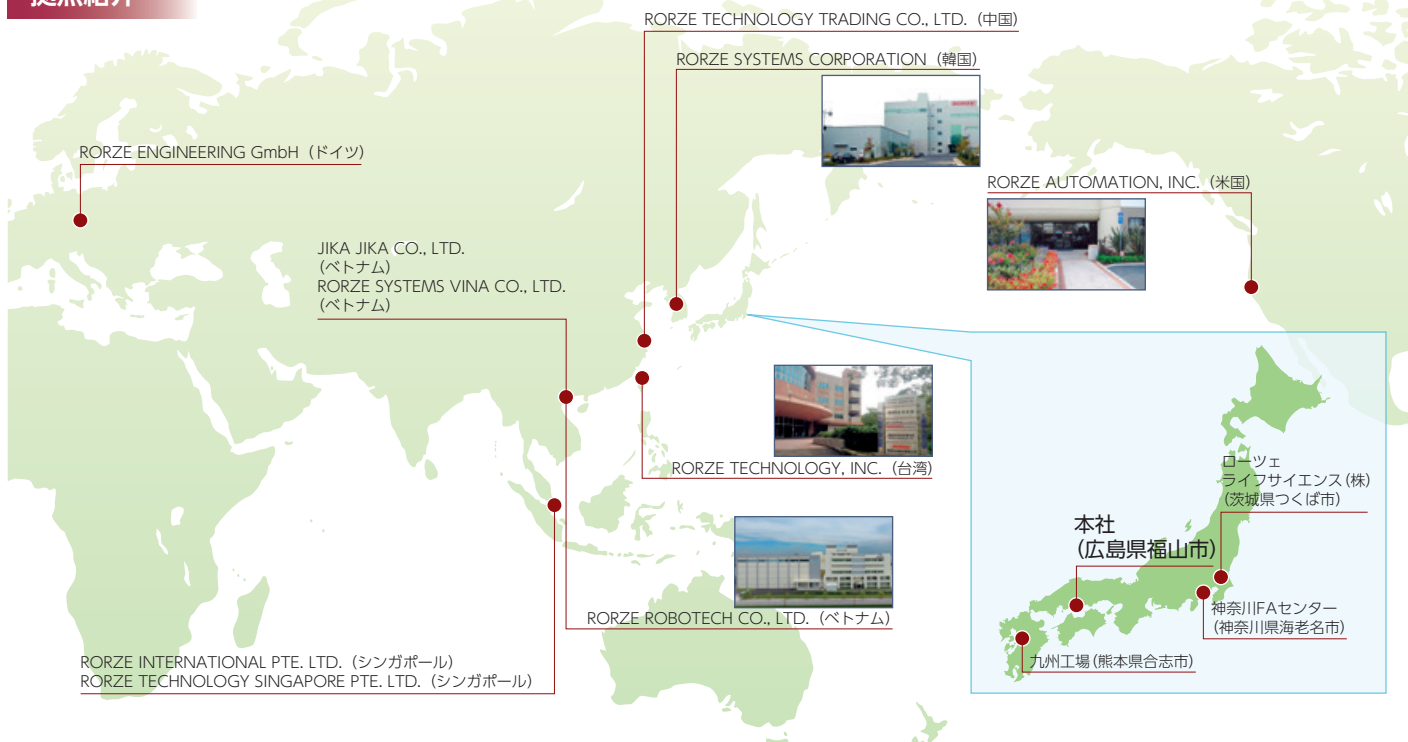 拠点紹介
RORZE TECHNOLOGY TRADING CO., LTD.（中国）
RORZE SYSTEMS CORPORATION（韓国）
RORZE ENGINEERING GmbH（ドイツ）
RORZE AUTOMATION, INC.（米国）
JIKA JIKA CO., LTD.
（ベトナム）
RORZE SYSTEMS VINA CO., LTD.
（ベトナム）
RORZE TECHNOLOGY, INC.（台湾）
RORZE ROBOTECH CO., LTD.（ベトナム）
RORZE INTERNATIONAL PTE. LTD.（シンガポール）
RORZE TECHNOLOGY SINGAPORE PTE. LTD.（シンガポール）
ローツェ
ライフサイエンス(株)
(茨城県つくば市)
本社
(広島県福山市)
神奈川FAセンター
(神奈川県海老名市)
九州工場(熊本県合志市)